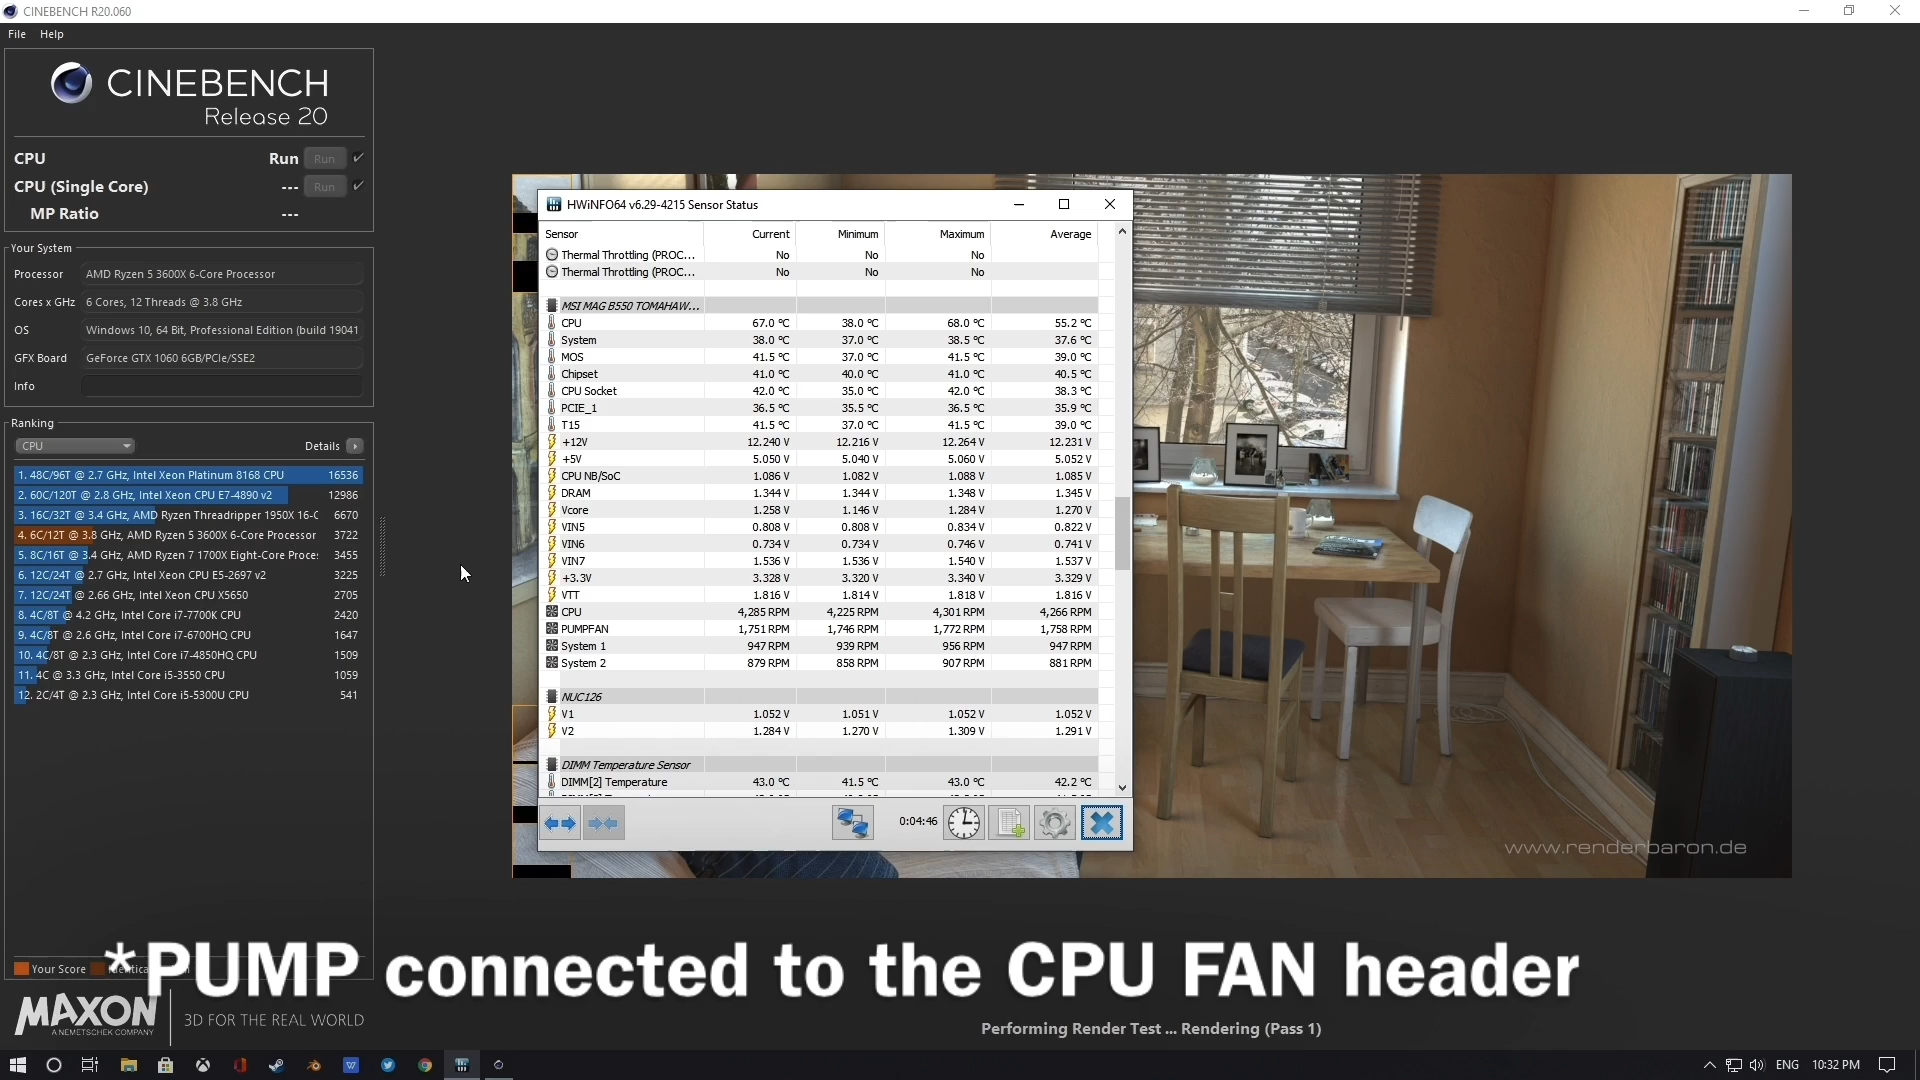 CINEBENCH R20.060
File Help
CINEBENCH
Release 20
CPU Run Run
CPU (Single Core) --- Run
MP Ratio ---
Your System
Processor AMD Ryzen 5 3600X 6-Core Processor
Cores x GHz 6 Cores, 12 Threads @ 3.8 GHz
OS Windows 10, 64 Bit, Professional Edition (build 19041
GFX Board GeForce GTX 1060 6GB/PCIe/SSE2
Info
Ranking
CPU Details
1. 48C/96T @ 2.7 GHz, Intel Xeon Platinum 8168 CPU 16536
2. 60C/120T @ 2.8 GHz, Intel Xeon CPU E7-4890 v2 12986
3. 16C/32T @ 3.4 GHz, AMD Ryzen Threadripper 1950X 16-C 6670
4. 6C/12T @ 3.8 GHz, AMD Ryzen 5 3600X 6-Core Processor 3722
5. 8C/16T @ 3.4 GHz, AMD Ryzen 7 1700X Eight-Core Proces 3455
6. 12C/24T @ 2.7 GHz, Intel Xeon CPU E5-2697 v2 3225
7. 12C/24T @ 2.66 GHz, Intel Xeon CPU X5650 2705
8. 4C/8T @ 4.2 GHz, Intel Core i7-7700K CPU 2420
9. 4C/8T @ 2.6 GHz, Intel Core i7-6700HQ CPU 1647
10. 4C/8T @ 2.3 GHz, Intel Core i7-4850HQ CPU 1509
11. 4C @ 3.3 GHz, Intel Core i5-3550 CPU 1059
12. 2C/4T @ 2.3 GHz, Intel Core i5-5300U CPU 541
HWiNFO64 v6.29-4215 Sensor Status
Sensor Current Minimum Maximum Average
Thermal Throttling (PROC... No No No
Thermal Throttling (PROC... No No No
MSI MAG B550 TOMAHAW...
CPU 67.0 °C 38.0 °C 68.0 °C 55.2 °C
System 38.0 °C 37.0 °C 38.5 °C 37.6 °C
MOS 41.5 °C 37.0 °C 41.5 °C 39.0 °C
Chipset 41.0 °C 40.0 °C 41.0 °C 40.5 °C
CPU Socket 42.0 °C 35.0 °C 42.0 °C 38.3 °C
PCIE_1 36.5 °C 35.5 °C 36.5 °C 35.9 °C
T15 41.5 °C 37.0 °C 41.5 °C 39.0 °C
+12V 12.240 V 12.216 V 12.264 V 12.231 V
+5V 5.050 V 5.040 V 5.060 V 5.052 V
CPU NB/SoC 1.086 V 1.082 V 1.088 V 1.085 V
DRAM 1.344 V 1.344 V 1.348 V 1.345 V
Vcore 1.258 V 1.146 V 1.284 V 1.270 V
VIN5 0.808 V 0.808 V 0.834 V 0.822 V
VIN6 0.734 V 0.734 V 0.746 V 0.741 V
VIN7 1.536 V 1.536 V 1.540 V 1.537 V
+3.3V 3.328 V 3.320 V 3.340 V 3.329 V
VTT 1.816 V 1.814 V 1.818 V 1.816 V
CPU 4,285 RPM 4,225 RPM 4,301 RPM 4,266 RPM
PUMPFAN 1,751 RPM 1,746 RPM 1,772 RPM 1,758 RPM
System 1 947 RPM 939 RPM 956 RPM 947 RPM
System 2 879 RPM 858 RPM 907 RPM 881 RPM
NUC126
V1 1.052 V 1.051 V 1.052 V 1.052 V
V2 1.284 V 1.270 V 1.309 V 1.291 V
DIMM Temperature Sensor
DIMM[2] Temperature 43.0 °C 41.5 °C 43.0 °C 42.2 °C
0:04:46
www.renderbaron.de
Your Score
*PUMP connected to the CPU FAN header
MAXON
A NEMETSCHEK COMPANY
3D FOR THE REAL WORLD
Performing Render Test ... Rendering (Pass 1)
ENG 10:32 PM